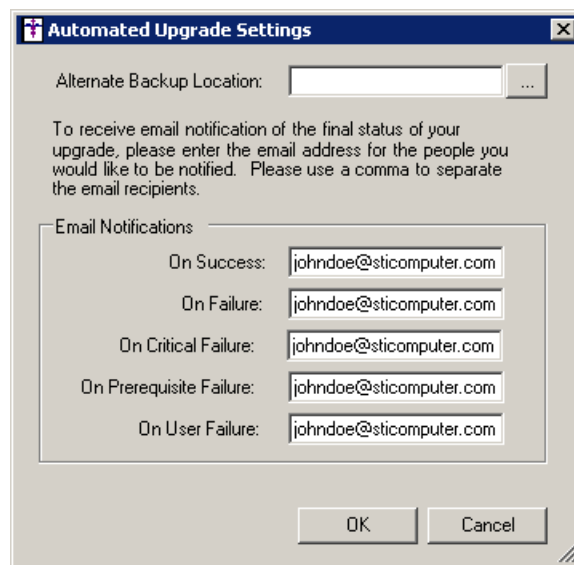 Automated Upgrade Settings
Alternate Backup Location:
...
To receive email notification of the final status of your
upgrade, please enter the email address for the people you
would like to be notified.  Please use a comma to separate
the email recipients.
Email Notifications
On Success: johndoe@sticomputer.com
On Failure: johndoe@sticomputer.com
On Critical Failure: johndoe@sticomputer.com
On Prerequisite Failure: johndoe@sticomputer.com
On User Failure: johndoe@sticomputer.com
OK Cancel